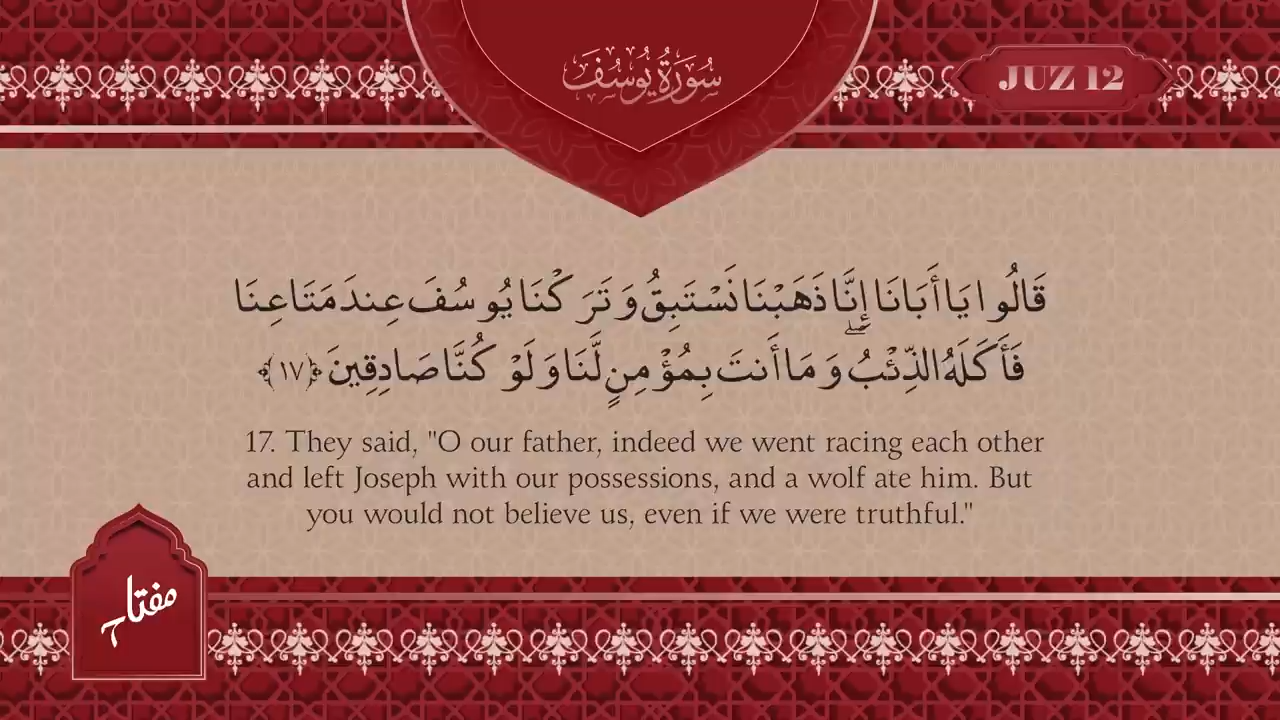 سُورَةُ يُوسُفَ
JUZ 12
قَالُوا يَا أَبَانَا إِنَّا ذَهَبْنَا نَسْتَبِقُ وَتَرَكْنَا يُوسُفَ عِندَ مَتَاعِنَا
فَأَكَلَهُ الذِّئْبُ ۖ وَمَا أَنتَ بِمُؤْمِنٍ لَّنَا وَلَوْ كُنَّا صَادِقِينَ ﴿١٧﴾
17. They said, "O our father, indeed we went racing each other
and left Joseph with our possessions, and a wolf ate him. But
you would not believe us, even if we were truthful."
مفتاح